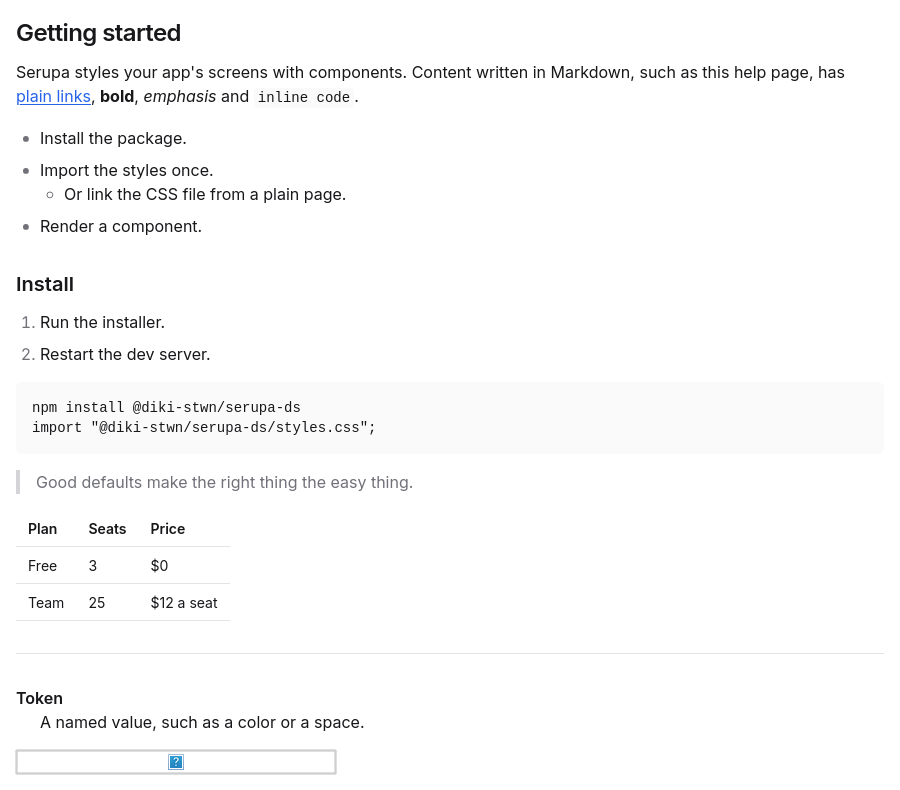 Getting started
Serupa styles your app's screens with components. Content written in Markdown, such as this help page, has
plain links, bold, emphasis and inline code.
Install the package.
Import the styles once.
Or link the CSS file from a plain page.
Render a component.
Install
1. Run the installer.
2. Restart the dev server.
npm install @diki-stwn/serupa-ds
import "@diki-stwn/serupa-ds/styles.css";
Good defaults make the right thing the easy thing.
Plan Seats Price
Free 3 $0
Team 25 $12 a seat
Token
A named value, such as a color or a space.
?